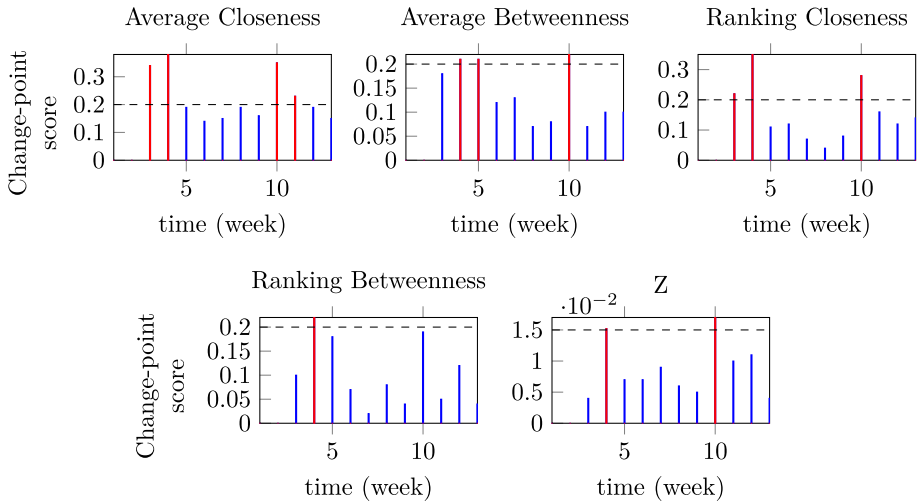 Average Closeness
Average Betweenness
Ranking Closeness
Change-point
score
0.3
0.2
0.1
0
5
10
time (week)
0.2
0.15
0.1
0.05
0
5
10
time (week)
0.3
0.2
0.1
0
5
10
time (week)
Ranking Betweenness
Z
Change-point
score
0.2
0.15
0.1
0.05
0
5
10
time (week)
·10−2
1.5
1
0.5
0
5
10
time (week)